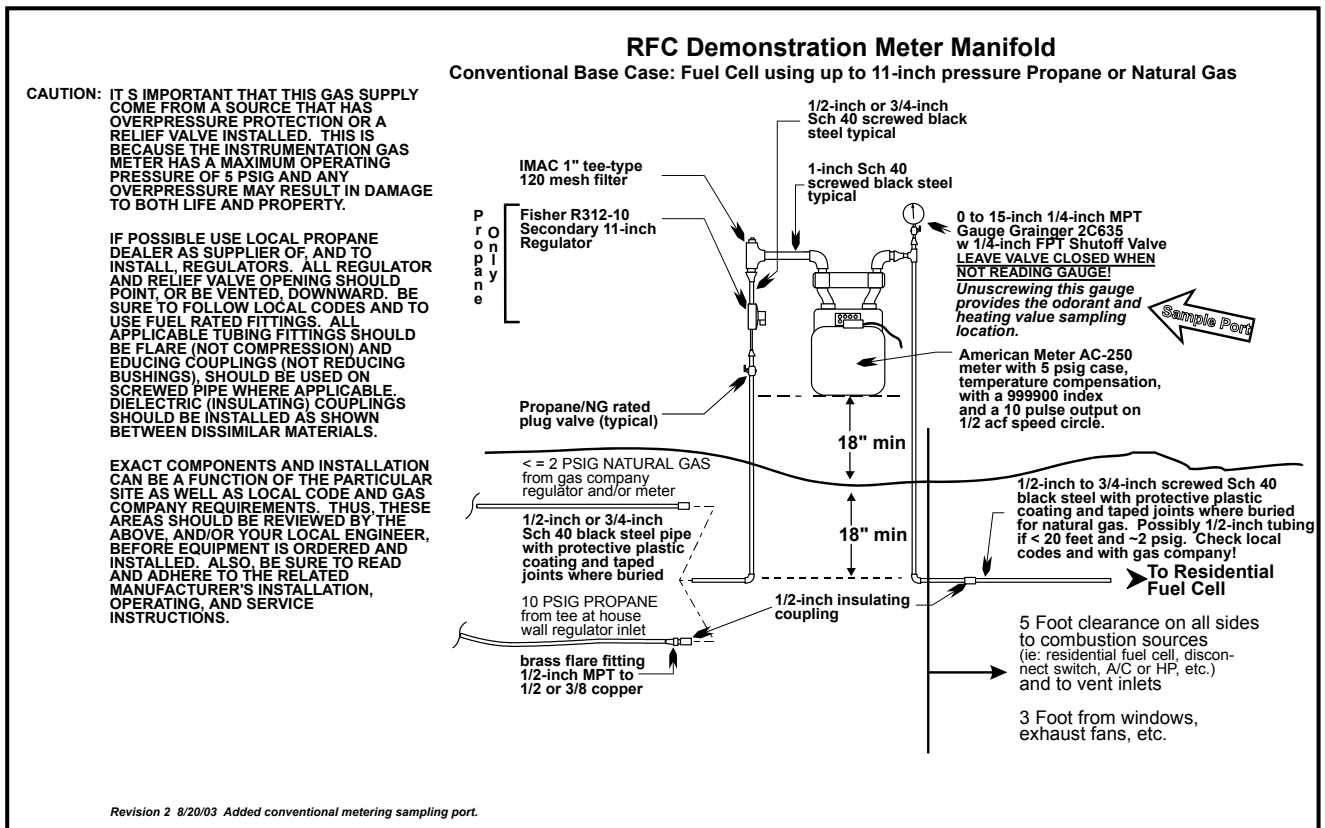 RFC Demonstration Meter Manifold
Conventional Base Case: Fuel Cell using up to 11-inch pressure Propane or Natural Gas
CAUTION: IT S IMPORTANT THAT THIS GAS SUPPLY
COME FROM A SOURCE THAT HAS
OVERPRESSURE PROTECTION OR A
RELIEF VALVE INSTALLED. THIS IS
BECAUSE THE INSTRUMENTATION GAS
METER HAS A MAXIMUM OPERATING
PRESSURE OF 5 PSIG AND ANY
OVERPRESSURE MAY RESULT IN DAMAGE
TO BOTH LIFE AND PROPERTY.
IF POSSIBLE USE LOCAL PROPANE
DEALER AS SUPPLIER OF, AND TO
INSTALL, REGULATORS. ALL REGULATOR
AND RELIEF VALVE OPENING SHOULD
POINT, OR BE VENTED, DOWNWARD. BE
SURE TO FOLLOW LOCAL CODES AND TO
USE FUEL RATED FITTINGS. ALL
APPLICABLE TUBING FITTINGS SHOULD
BE FLARE (NOT COMPRESSION) AND
EDUCING COUPLINGS (NOT REDUCING
BUSHINGS), SHOULD BE USED ON
SCREWED PIPE WHERE APPLICABLE.
DIELECTRIC (INSULATING) COUPLINGS
SHOULD BE INSTALLED AS SHOWN
BETWEEN DISSIMILAR MATERIALS.
EXACT COMPONENTS AND INSTALLATION
CAN BE A FUNCTION OF THE PARTICULAR
SITE AS WELL AS LOCAL CODE AND GAS
COMPANY REQUIREMENTS. THUS, THESE
AREAS SHOULD BE REVIEWED BY THE
ABOVE, AND/OR YOUR LOCAL ENGINEER,
BEFORE EQUIPMENT IS ORDERED AND
INSTALLED. ALSO, BE SURE TO READ
AND ADHERE TO THE RELATED
MANUFACTURER'S INSTALLATION,
OPERATING, AND SERVICE
INSTRUCTIONS.
1/2-inch or 3/4-inch
Sch 40 screwed black
steel typical
IMAC 1" tee-type
120 mesh filter
1-inch Sch 40
screwed black steel
typical
Propane
Only
Fisher R312-10
Secondary 11-inch
Regulator
0 to 15-inch 1/4-inch MPT
Gauge Grainger 2C635
w 1/4-inch FPT Shutoff Valve
LEAVE VALVE CLOSED WHEN
NOT READING GAUGE!
Unuscrewing this gauge
provides the odorant and
heating value sampling
location.
Sample Port
American Meter AC-250
meter with 5 psig case,
temperature compensation,
with a 999900 index
and a 10 pulse output on
1/2 acf speed circle.
Propane/NG rated
plug valve (typical)
18" min
< = 2 PSIG NATURAL GAS
from gas company
regulator and/or meter
1/2-inch or 3/4-inch
Sch 40 black steel pipe
with protective plastic
coating and taped
joints where buried
18" min
1/2-inch to 3/4-inch screwed Sch 40
black steel with protective plastic
coating and taped joints where buried
for natural gas. Possibly 1/2-inch tubing
if < 20 feet and ~2 psig. Check local
codes and with gas company!
To Residential
Fuel Cell
10 PSIG PROPANE
from tee at house
wall regulator inlet
1/2-inch insulating
coupling
brass flare fitting
1/2-inch MPT to
1/2 or 3/8 copper
5 Foot clearance on all sides
to combustion sources
(ie: residential fuel cell, discon-
nect switch, A/C or HP, etc.)
and to vent inlets
3 Foot from windows,
exhaust fans, etc.
Revision 2 8/20/03 Added conventional metering sampling port.